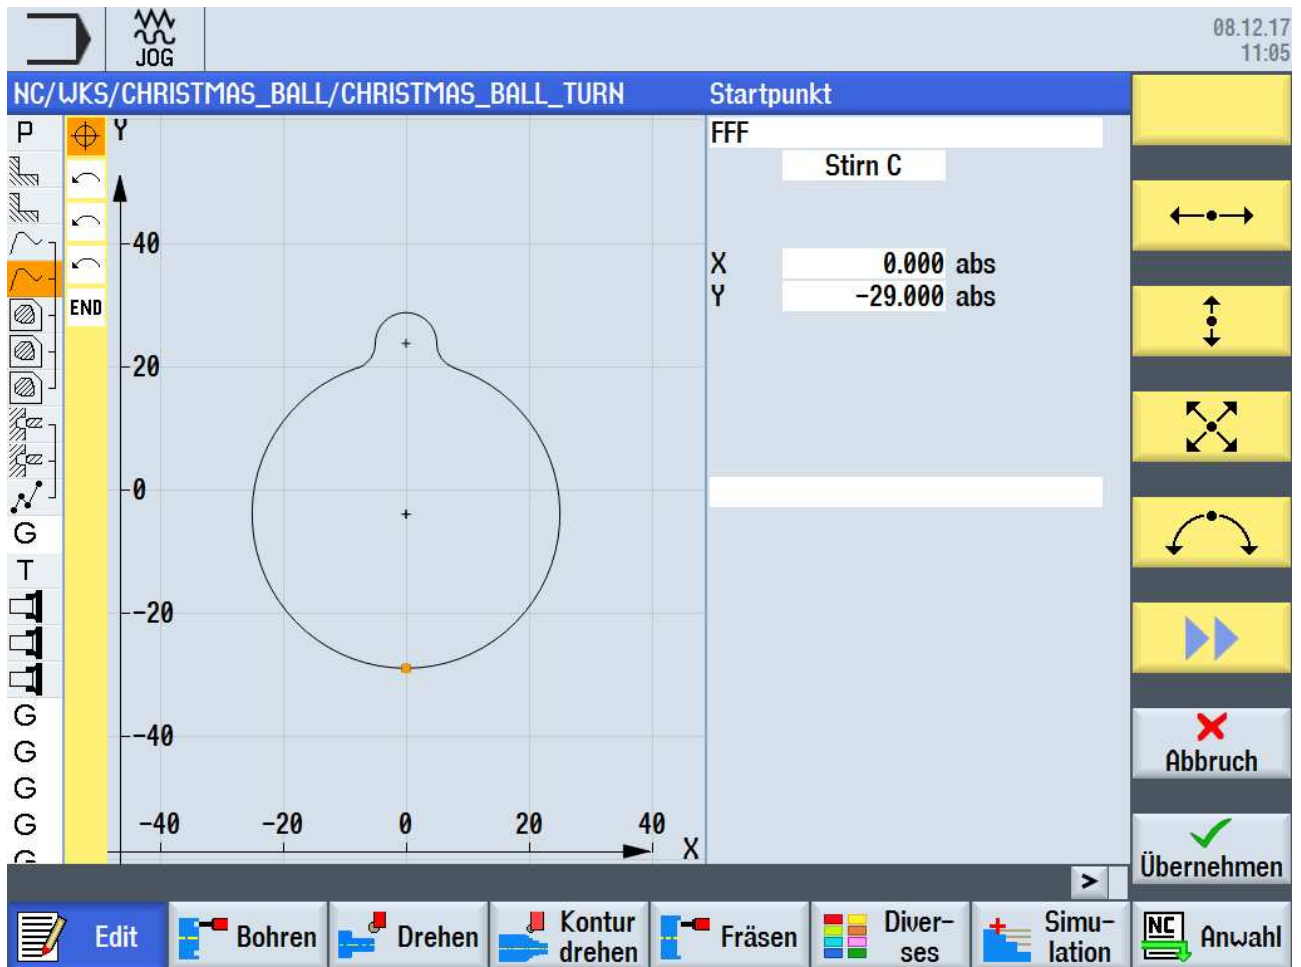 08.12.17
11:05
JOG
NC/WKS/CHRISTMAS_BALL/CHRISTMAS_BALL_TURN
Startpunkt
P
G
T
G
G
G
G
END
Y
40
20
0
-20
-40
-40
-20
0
20
40
X
FFF
Stirn C
X 0.000 abs
Y -29.000 abs
Abbruch
Übernehmen
>
Edit
Bohren
Drehen
Kontur
drehen
Fräsen
Diver-
ses
Simu-
lation
NC
Anwahl